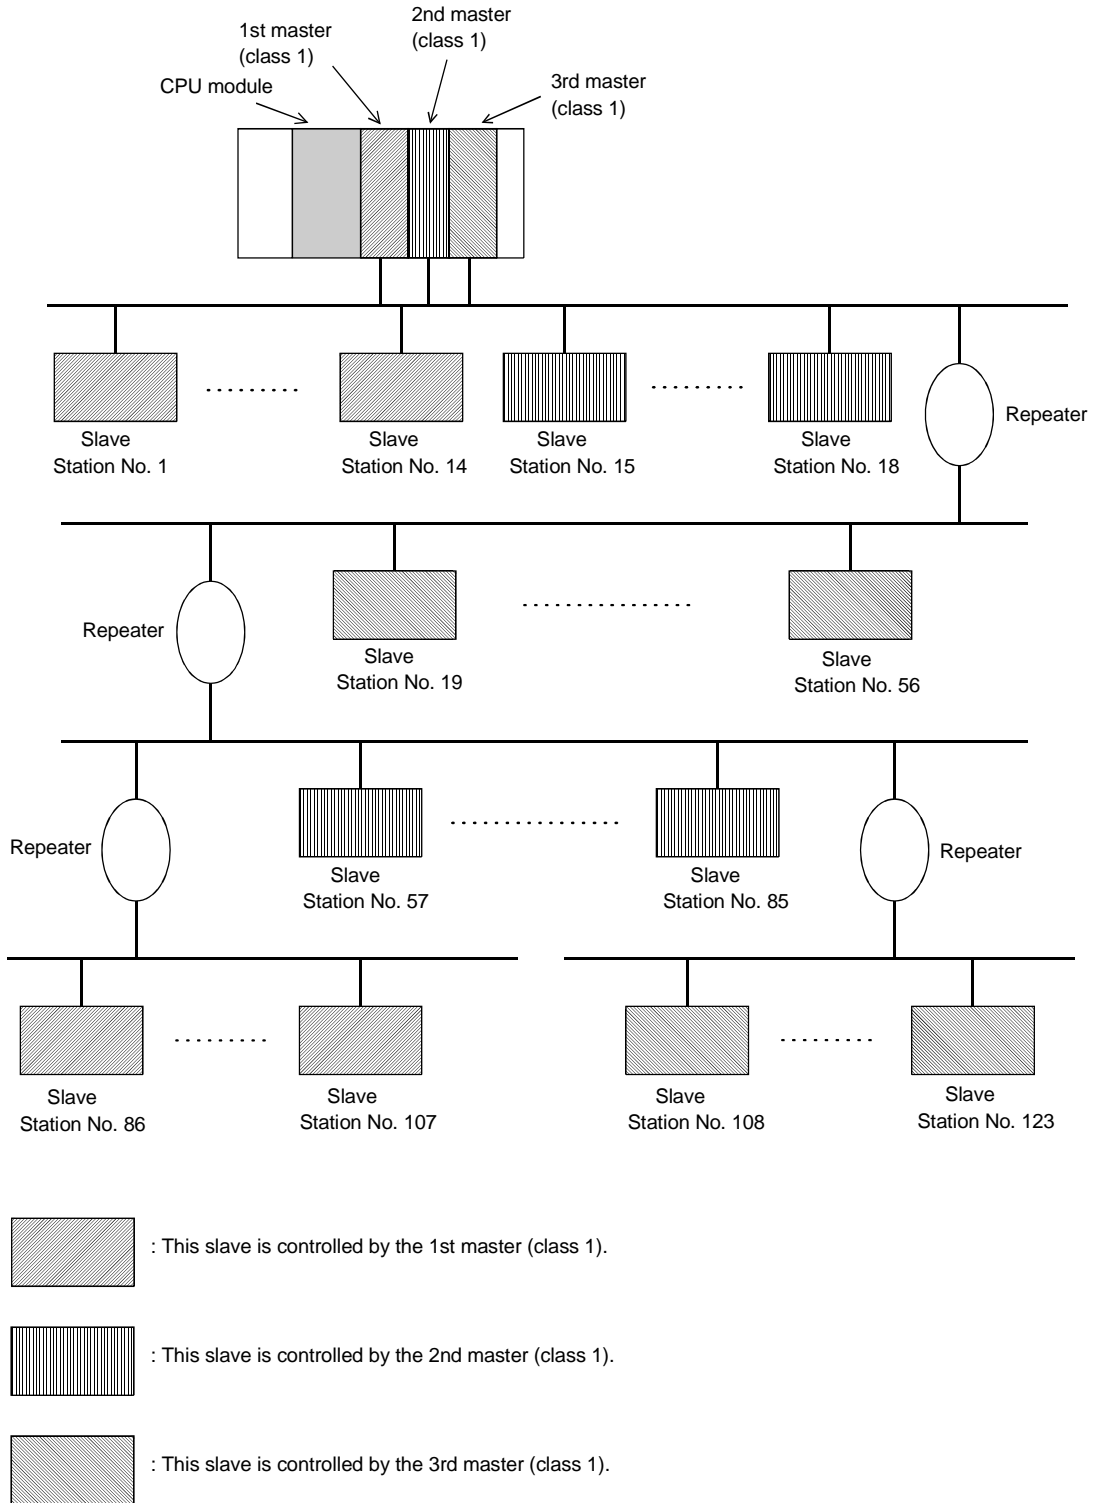 2nd master
(class 1)
1st master
(class 1)
3rd master
(class 1)
CPU module
Repeater
Slave
Station No. 1
Slave
Station No. 14
Slave
Station No. 15
Slave
Station No. 18
Repeater
Slave
Station No. 19
Slave
Station No. 56
Repeater
Repeater
Slave
Station No. 57
Slave
Station No. 85
Slave
Station No. 86
Slave
Station No. 107
Slave
Station No. 108
Slave
Station No. 123
: This slave is controlled by the 1st master (class 1).
: This slave is controlled by the 2nd master (class 1).
: This slave is controlled by the 3rd master (class 1).